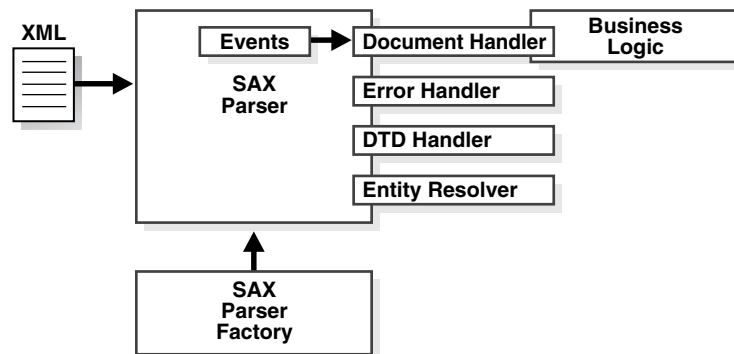 XML
Events
Document Handler
Business
Logic
SAX
Parser
Error Handler
DTD Handler
Entity Resolver
SAX
Parser
Factory